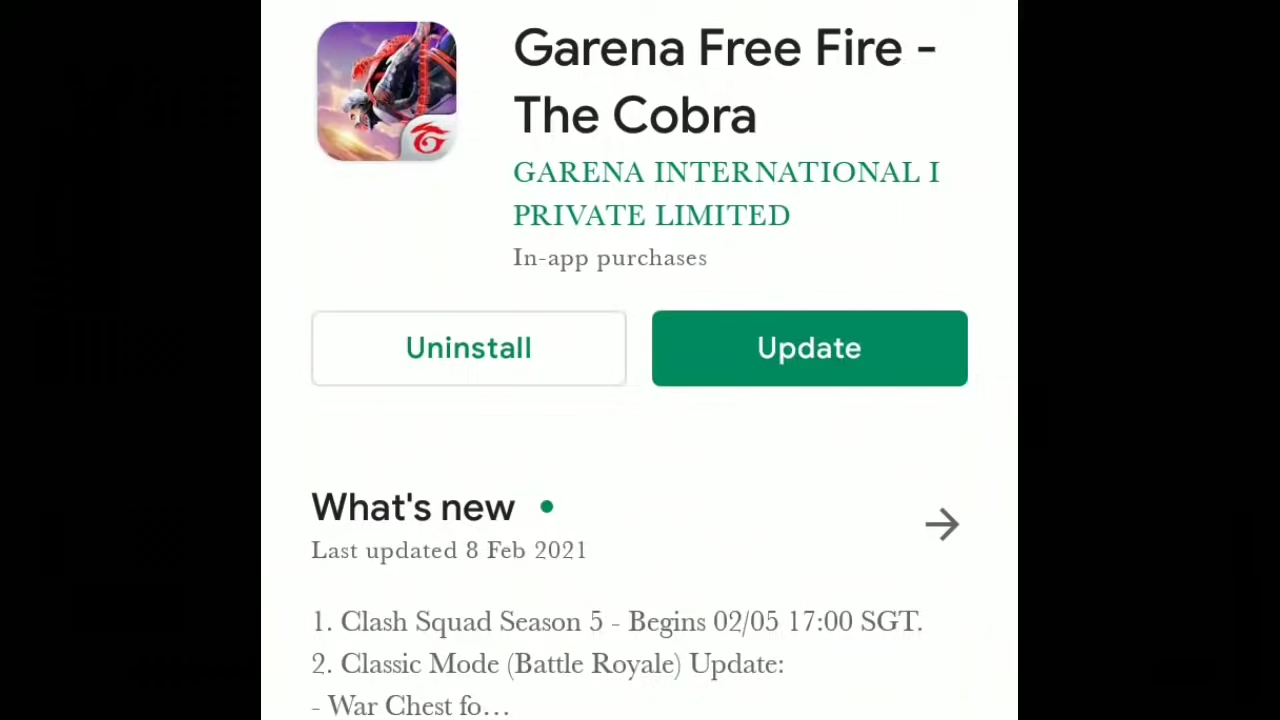 Garena Free Fire -
The Cobra
GARENA INTERNATIONAL I
PRIVATE LIMITED
In-app purchases
Uninstall
Update
What's new
Last updated 8 Feb 2021
1. Clash Squad Season 5 - Begins 02/05 17:00 SGT.
2. Classic Mode (Battle Royale) Update:
- War Chest fo…